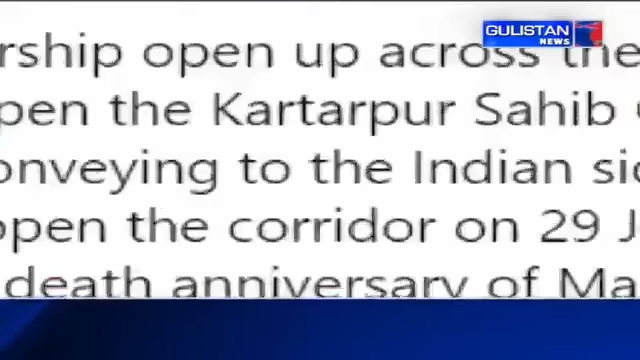 GULISTAN
NEWS
rship open up across the
pen the Kartarpur Sahib
onveying to the Indian si
open the corridor on 29 J
death anniversary of Ma